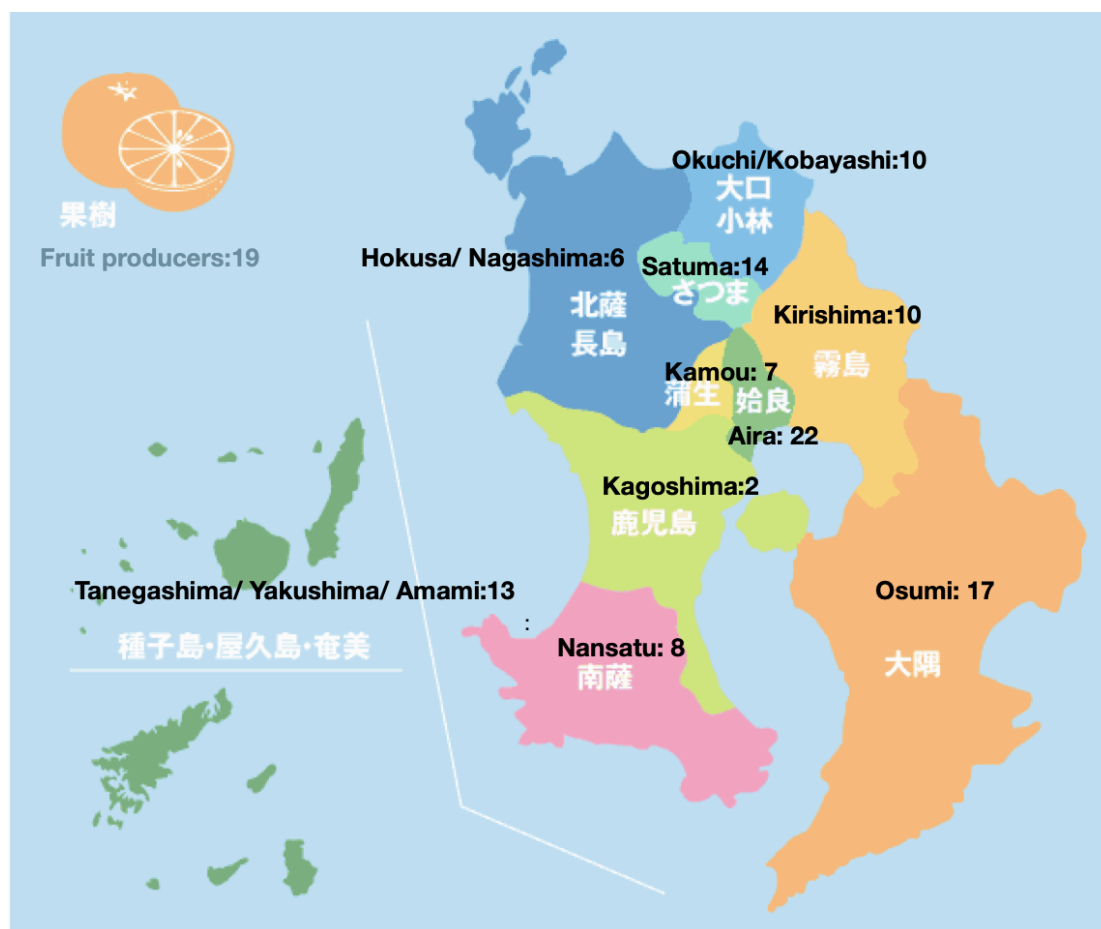 果樹
Fruit producers:19
Okuchi/Kobayashi:10
大口
小林
Hokusa/ Nagashima:6
北薩
長島
Satuma:14
さつま
Kirishima:10
霧島
Kamou: 7
蒲生
姶良
Aira: 22
Kagoshima:2
鹿児島
Tanegashima/ Yakushima/ Amami:13
種子島・屋久島・奄美
:
Nansatu: 8
南薩
Osumi: 17
大隅